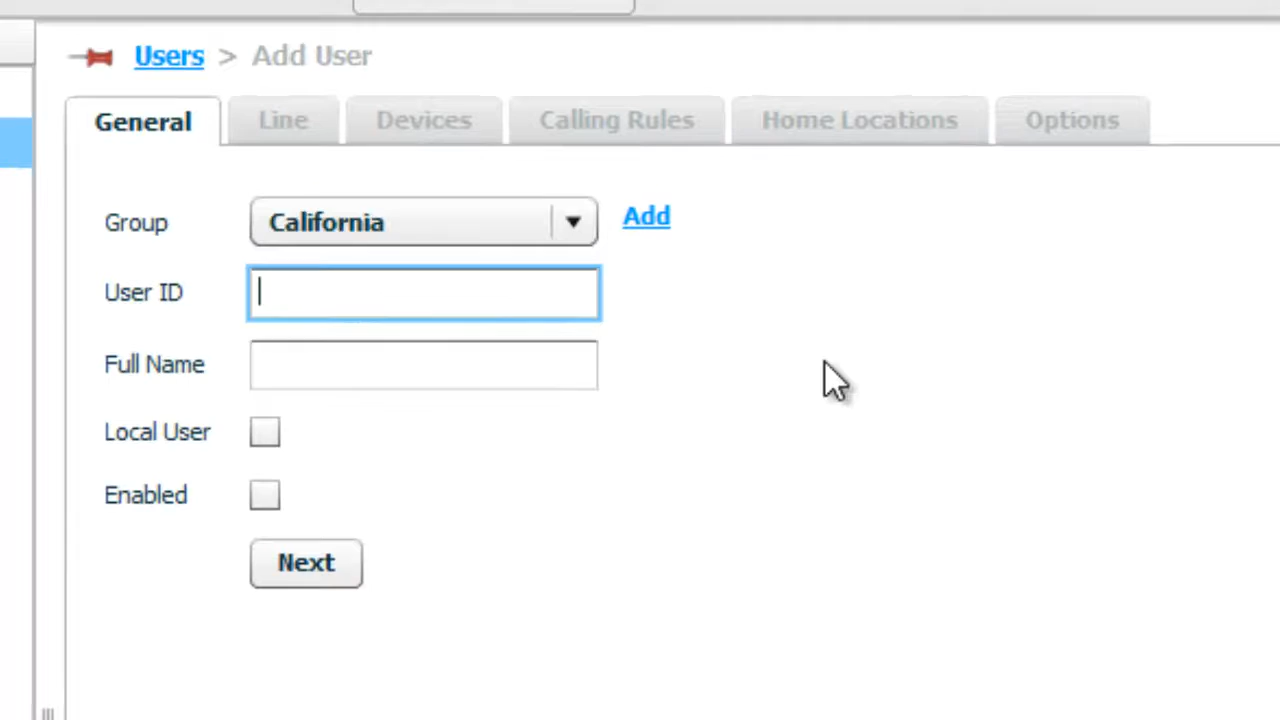 Users > Add User
General Line Devices Calling Rules Home Locations Options
Group California Add
User ID
Full Name
Local User
Enabled
Next